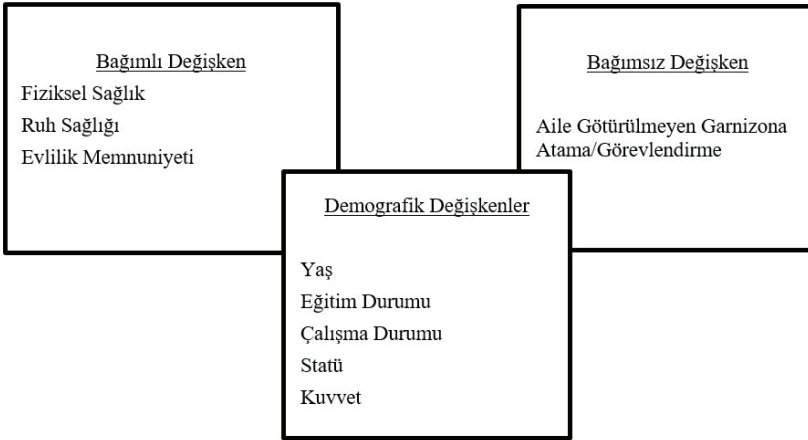 Bağımlı Değişken
Fiziksel Sağlık
Ruh Sağlığı
Evlilik Memnuniyeti
Bağımsız Değişken
Aile Götürülmeyen Garnizona
Atama/Görevlendirme
Demografik Değişkenler
Yaş
Eğitim Durumu
Çalışma Durumu
Statü
Kuvvet